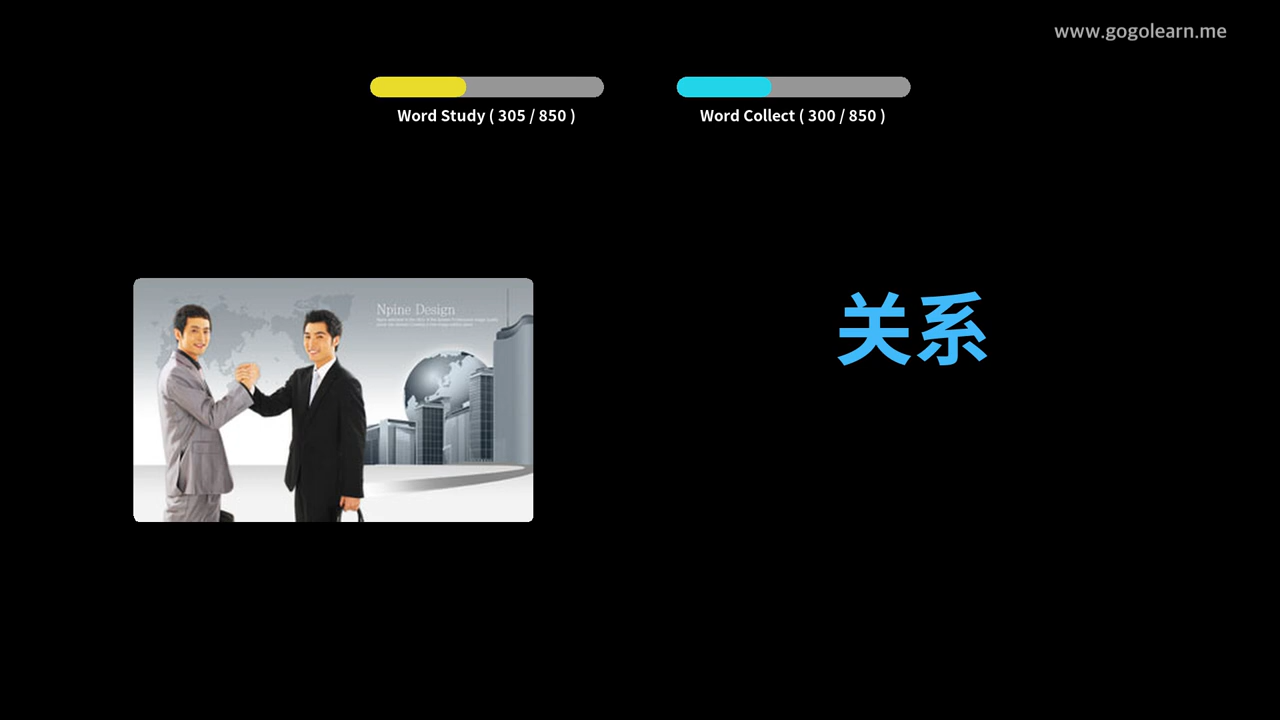 www.gogolearn.me
Word Study ( 305 / 850 )
Word Collect ( 300 / 850 )
Npine Design
关系